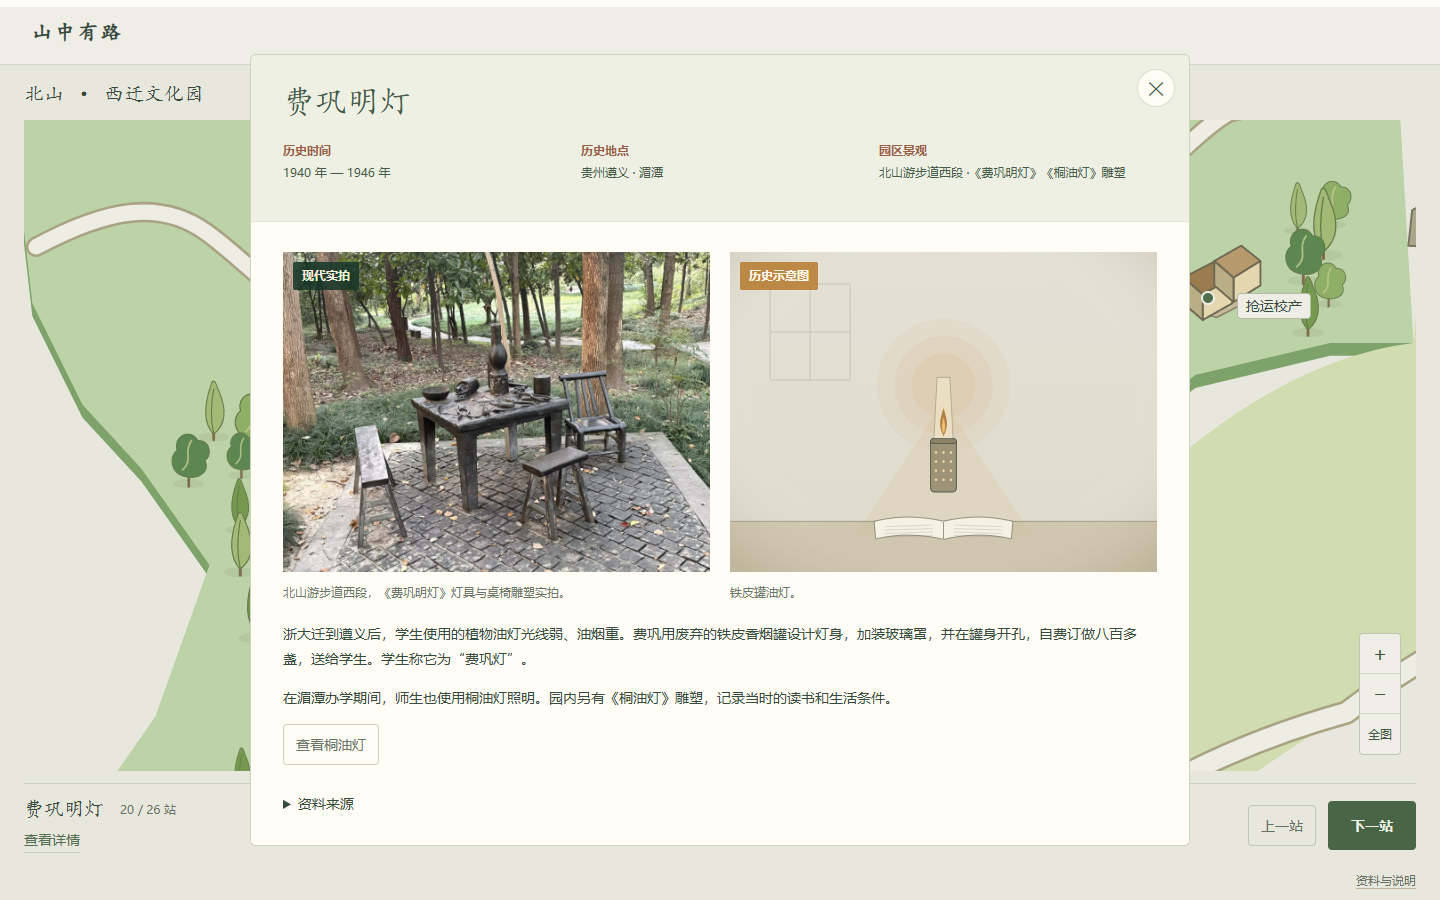 山中有路
北山 • 西迁文化园
费巩明灯
历史时间
1940 年 — 1946 年
历史地点
贵州遵义 · 湄潭
园区景观
北山游步道西段 ·《费巩明灯》《桐油灯》雕塑
现代实拍
历史示意图
抢运校产
北山游步道西段，《费巩明灯》灯具与桌椅雕塑实拍。
铁皮罐油灯。
浙大迁到遵义后，学生使用的植物油灯光线弱、油烟重。费巩用废弃的铁皮香烟罐设计灯身，加装玻璃罩，并在罐身开孔，自费订做八百多
盏，送给学生。学生称它为“费巩灯”。
在湄潭办学期间，师生也使用桐油灯照明。园内另有《桐油灯》雕塑，记录当时的读书和生活条件。
查看桐油灯
▶ 资料来源
+
−
全图
费巩明灯 20 / 26 站
查看详情
上一站
下一站
资料与说明